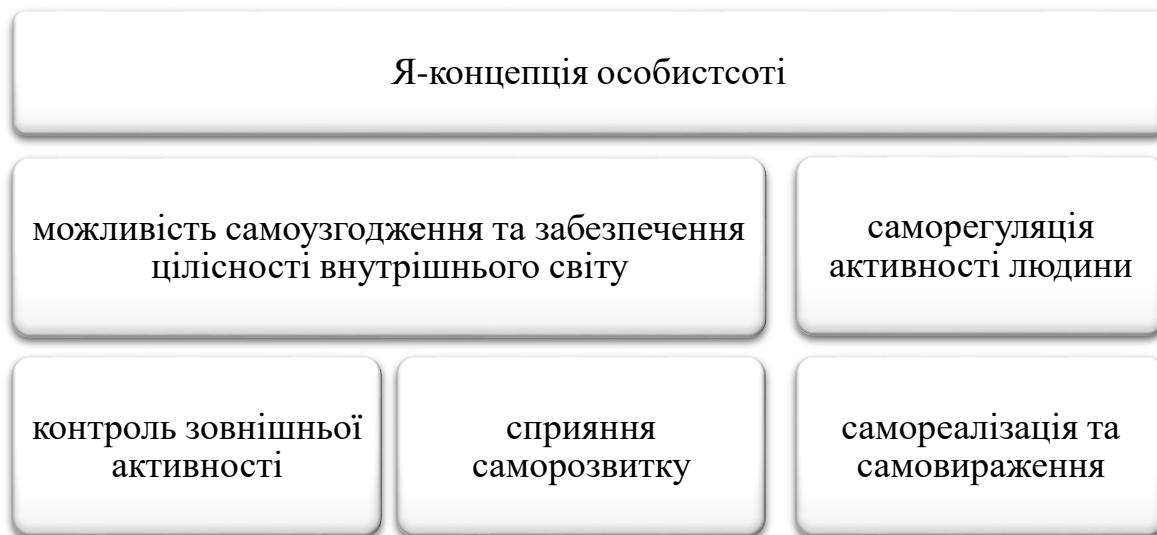 Я-концепція особистсоті
можливість самоузгодження та забезпечення
цілісності внутрішнього світу
саморегуляція
активності людини
контроль зовнішньої
активності
сприяння
саморозвитку
самореалізація та
самовираження